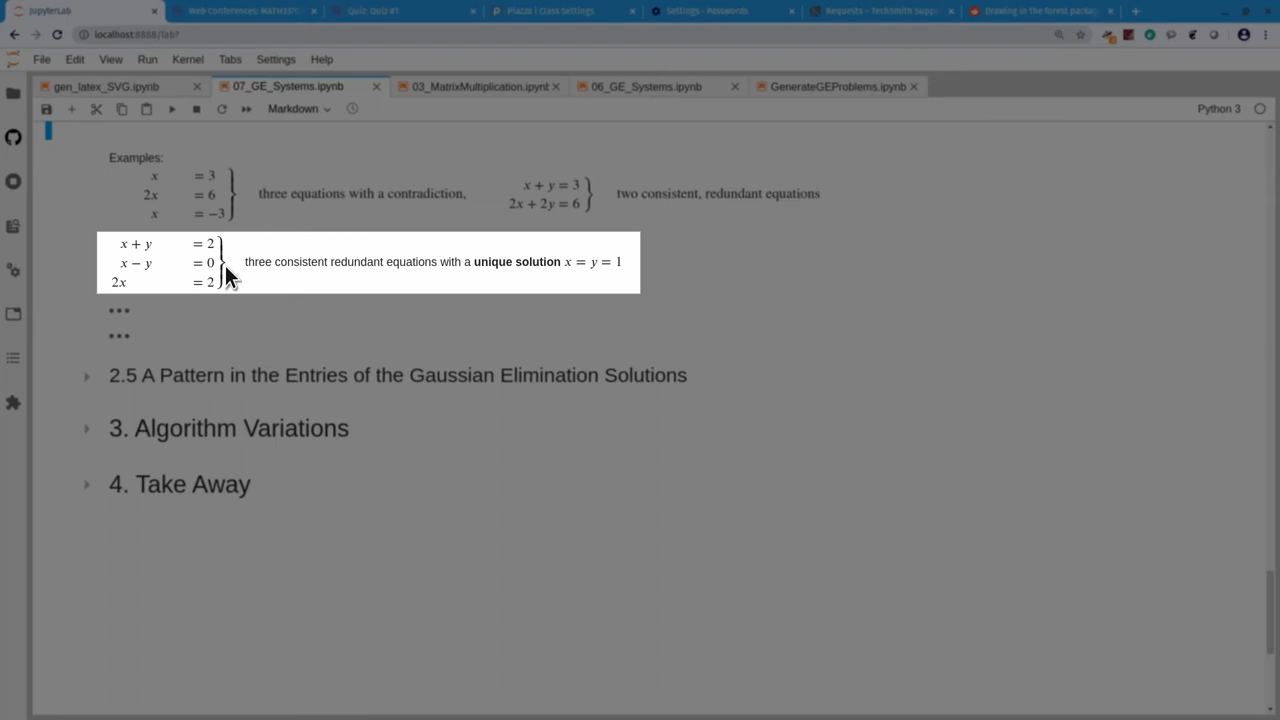 JupyterLab Web Conferences: MATH3370 Quiz: Quiz #1 Piazza | Class Settings Settings - Passwords Requests – TechSmith Supp Drawing in the forest packag
localhost:8888/lab?
File Edit View Run Kernel Tabs Settings Help
gen_latex_SVG.ipynb 07_GE_Systems.ipynb 03_MatrixMultiplication.ipynb 06_GE_Systems.ipynb GenerateGEProblems.ipynb
Markdown Python 3
Examples:
x = 3
2x = 6
x = −3
three equations with a contradiction,
x + y = 3
2x + 2y = 6
two consistent, redundant equations
x + y = 2
x − y = 0
2x = 2
three consistent redundant equations with a unique solution x = y = 1
•••
•••
2.5 A Pattern in the Entries of the Gaussian Elimination Solutions
3. Algorithm Variations
4. Take Away